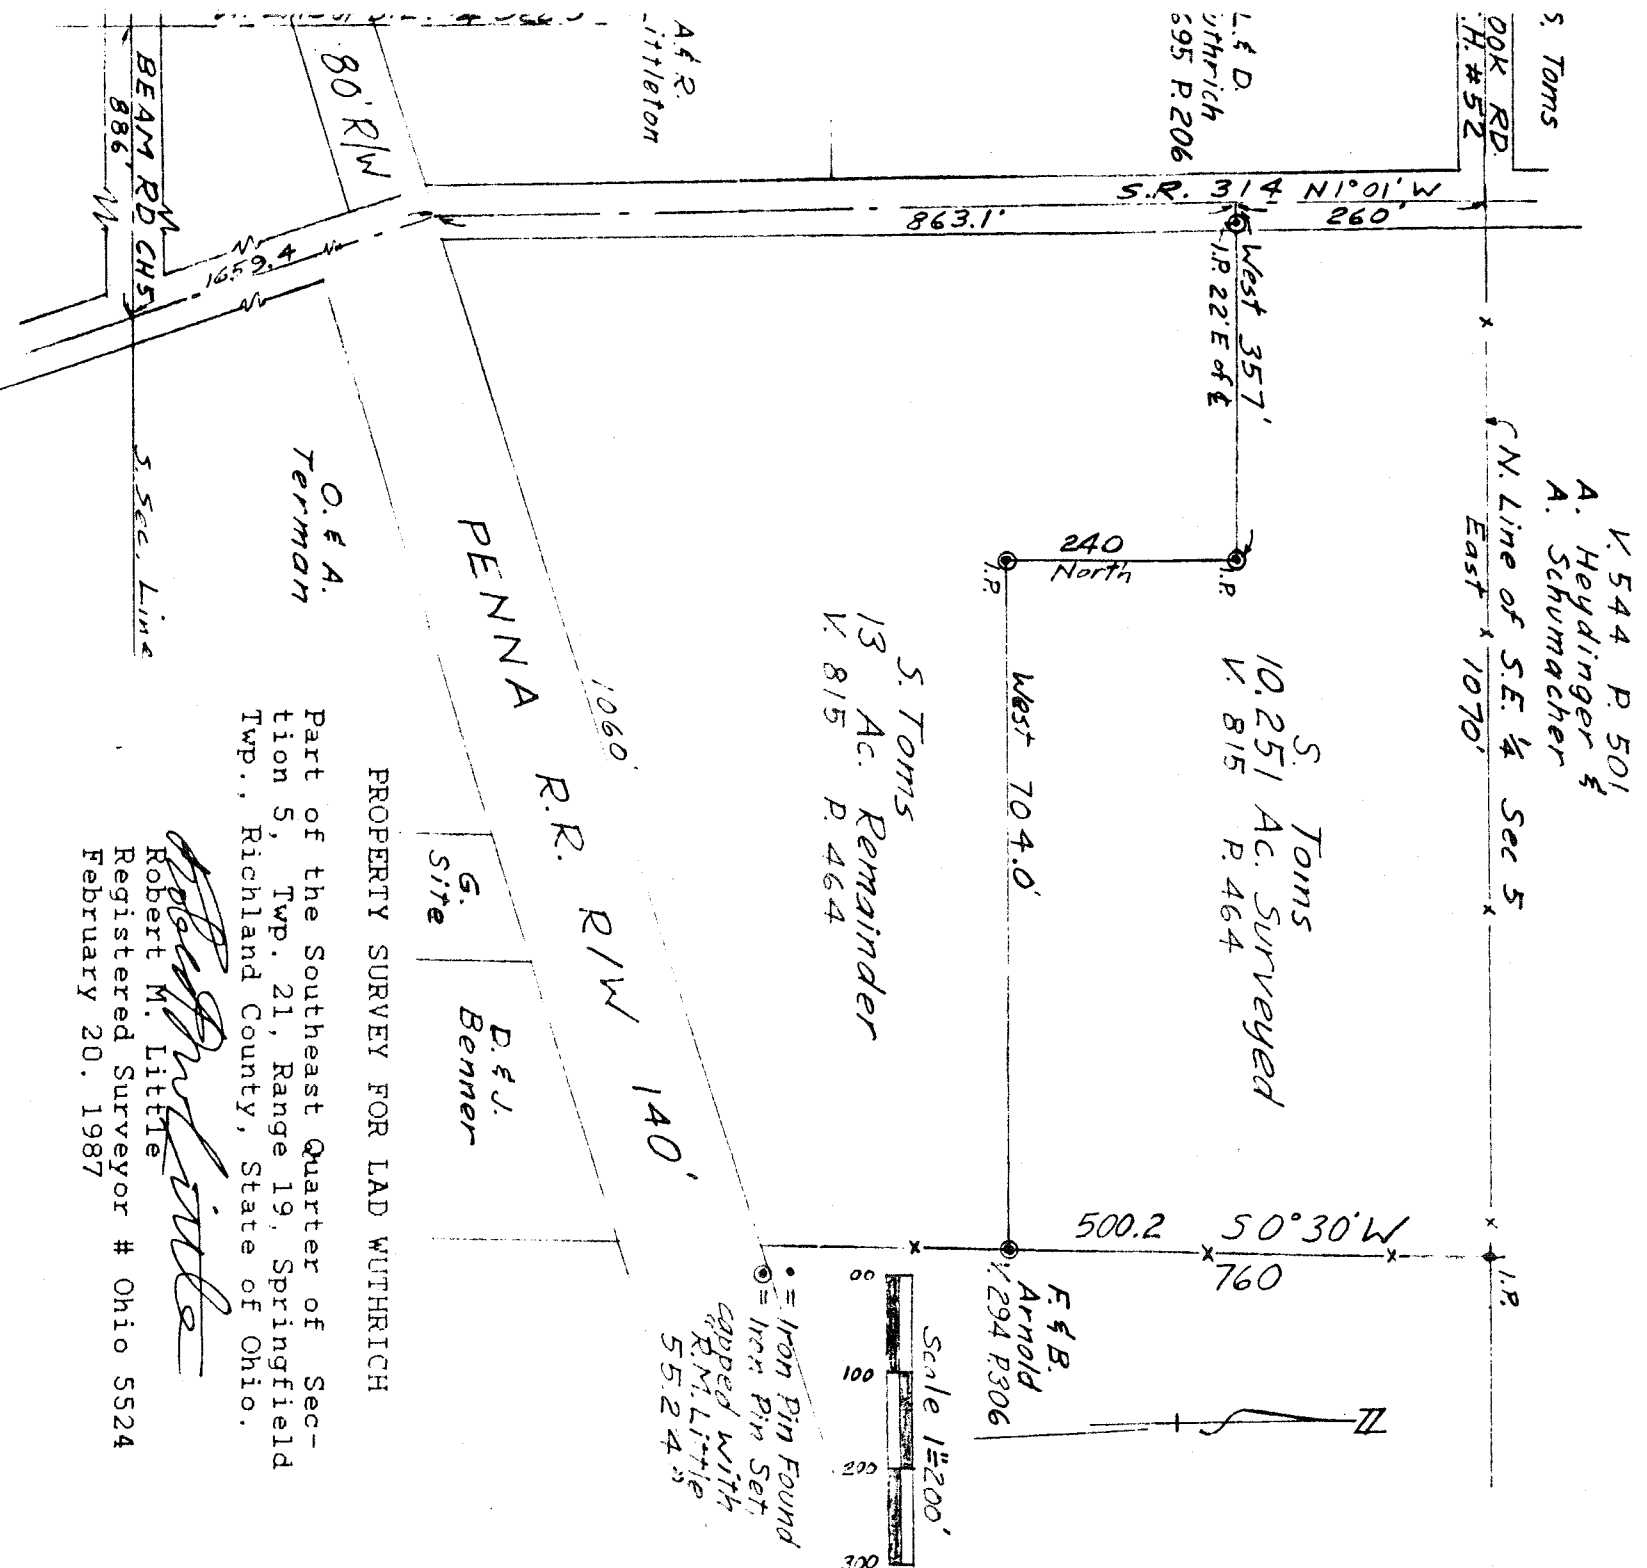 S. Toms
OOK RD.
.H. #52
L. & D.
uthrich
695 P. 206
A. & R.
ittleton
80' R/W
BEAM RD CH5
886'
V. 544 P. 501
A. Heydinger &
A. Schumacher
N. Line of S.E. ¼ Sec 5
East 1070'
S.R. 314 N1°01'W
260'
863.1'
1659.4
West 357'
I.P. 22' E of ℄
I.P.
240
North
I.P.
West 704.0'
S. Toms
10.251 Ac. Surveyed
V. 815 P. 464
S. Toms
13 Ac. Remainder
V. 815 P. 464
500.2 S 0°30' W
760
I.P.
F. & B.
Arnold
V. 294 P. 306
N
Scale 1"=200'
00 100 200 300
• = Iron Pin Found
= Iron Pin Set,
capped with
"R.M. Little
5524"
1060'
PENNA R.R. R/W 140'
O. & A.
Terman
S. Sec. Line
G.
Site
D. & J.
Benner
PROPERTY SURVEY FOR LAD WUTHRICH
Part of the Southeast Quarter of Sec-
tion 5, Twp. 21, Range 19, Springfield
Twp., Richland County, State of Ohio.
Robert M. Little
Robert M. Little
Registered Surveyor # Ohio 5524
February 20, 1987